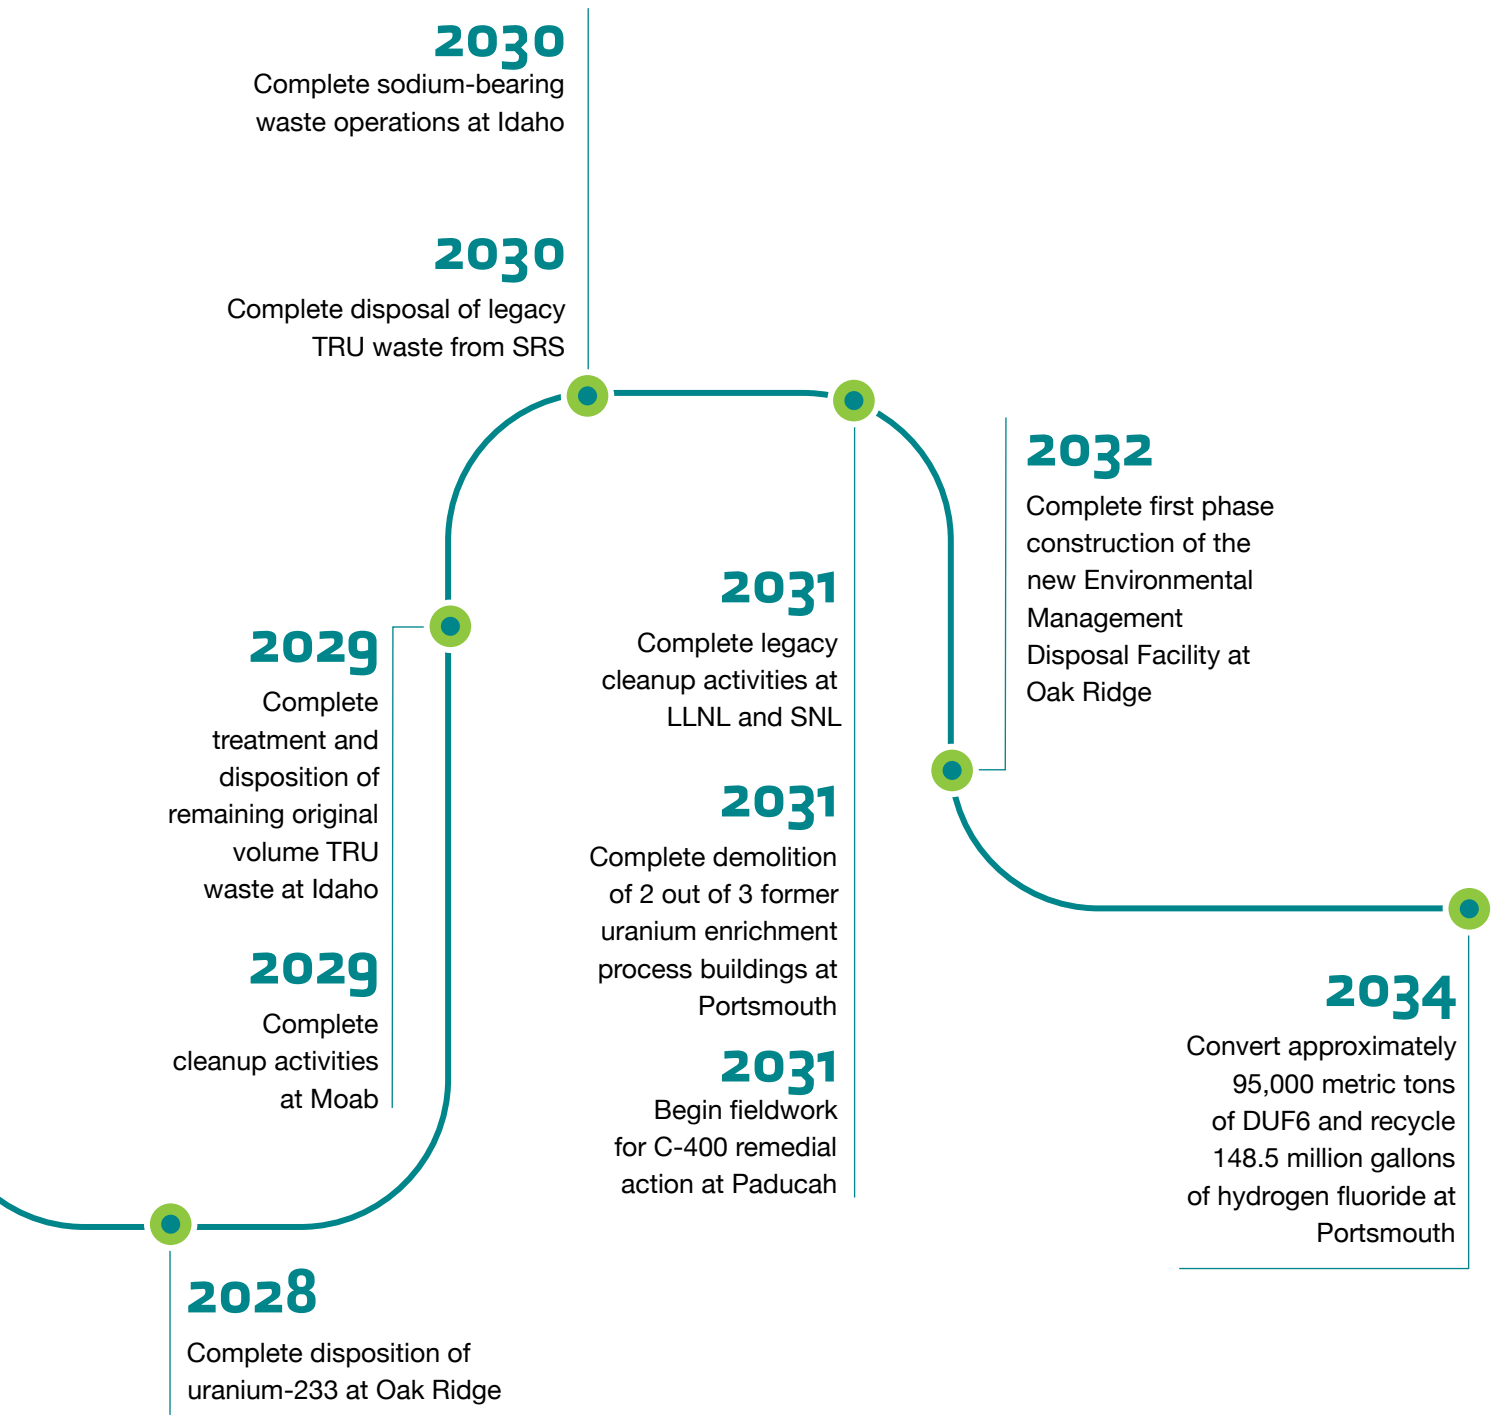 2030
Complete sodium-bearing
waste operations at Idaho
2030
Complete disposal of legacy
TRU waste from SRS
2029
Complete
treatment and
disposition of
remaining original
volume TRU
waste at Idaho
2029
Complete
cleanup activities
at Moab
2028
Complete disposition of
uranium-233 at Oak Ridge
2031
Complete legacy
cleanup activities at
LLNL and SNL
2031
Complete demolition
of 2 out of 3 former
uranium enrichment
process buildings at
Portsmouth
2031
Begin fieldwork
for C-400 remedial
action at Paducah
2032
Complete first phase
construction of the
new Environmental
Management
Disposal Facility at
Oak Ridge
2034
Convert approximately
95,000 metric tons
of DUF6 and recycle
148.5 million gallons
of hydrogen fluoride at
Portsmouth